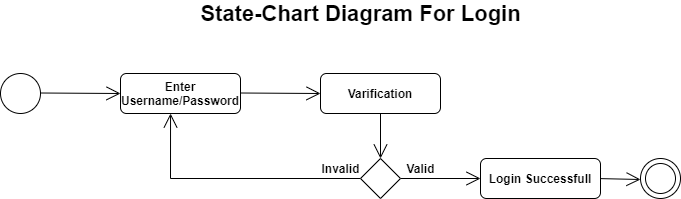 State-Chart Diagram For Login
Enter
Username/Password
Varification
Invalid
Valid
Login Successfull